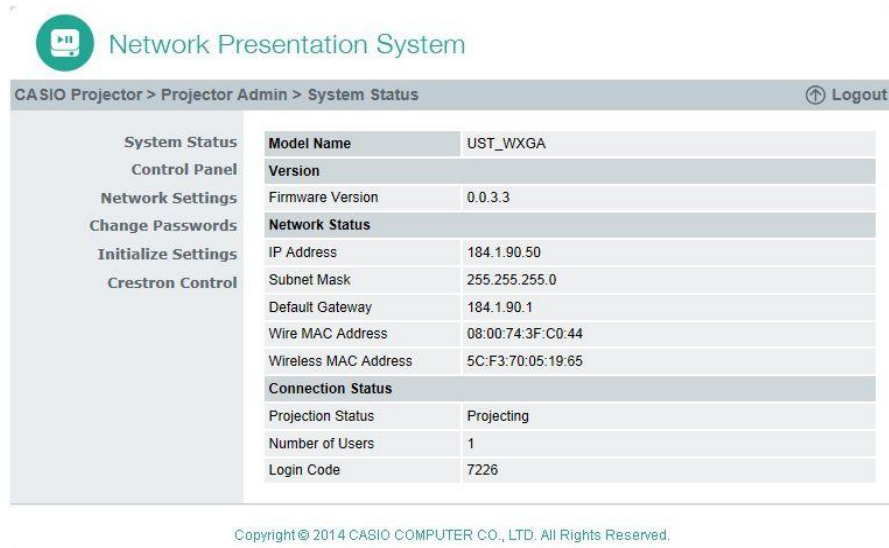 Network Presentation System
CASIO Projector > Projector Admin > System Status
Logout
System Status
Control Panel
Network Settings
Change Passwords
Initialize Settings
Crestron Control
Model Name UST_WXGA
Version
Firmware Version 0.0.3.3
Network Status
IP Address 184.1.90.50
Subnet Mask 255.255.255.0
Default Gateway 184.1.90.1
Wire MAC Address 08:00:74:3F:C0:44
Wireless MAC Address 5C:F3:70:05:19:65
Connection Status
Projection Status Projecting
Number of Users 1
Login Code 7226
Copyright © 2014 CASIO COMPUTER CO., LTD. All Rights Reserved.